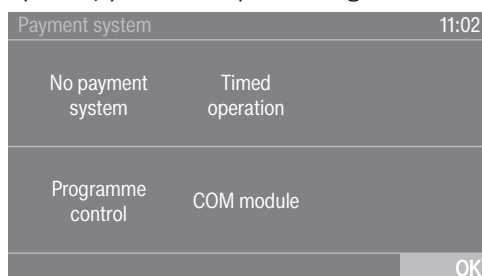 Payment system 11:02
No payment Timed
system operation
Programme COM module
control
OK